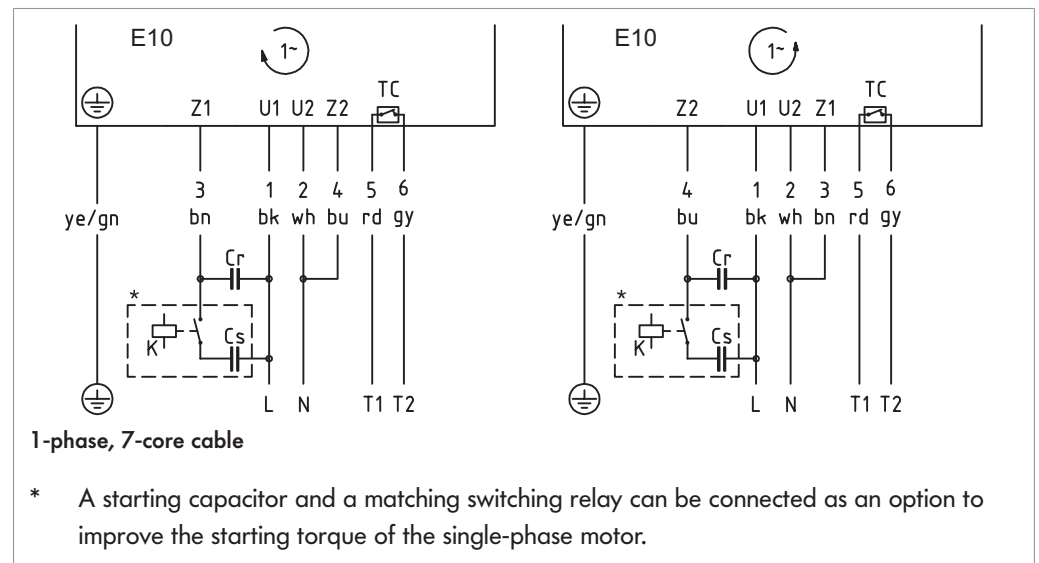 E10 1~ E10 1~
TC TC
Z1 U1 U2 Z2 Z2 U1 U2 Z1
3 1 2 4 5 6 4 1 2 3 5 6
ye/gn bn bk wh bu rd gy ye/gn bu bk wh bn rd gy
Cr Cr
* *
K Cs K Cs
L N T1 T2 L N T1 T2
1-phase, 7-core cable
* A starting capacitor and a matching switching relay can be connected as an option to
improve the starting torque of the single-phase motor.